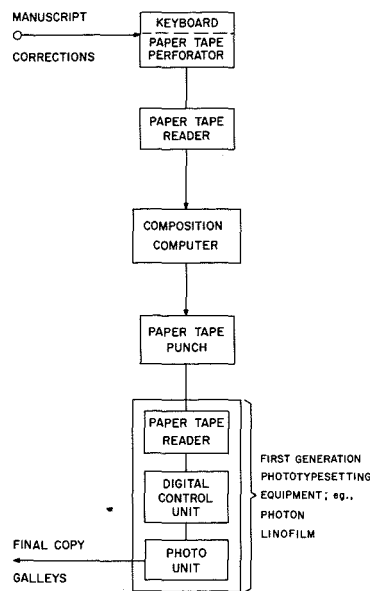 MANUSCRIPT
CORRECTIONS
KEYBOARD
PAPER TAPE
PERFORATOR
PAPER TAPE
READER
COMPOSITION
COMPUTER
PAPER TAPE
PUNCH
PAPER TAPE
READER
DIGITAL
CONTROL
UNIT
PHOTO
UNIT
FIRST GENERATION
PHOTOTYPESETTING
EQUIPMENT; eg.,
PHOTON
LINOFILM
FINAL COPY
GALLEYS